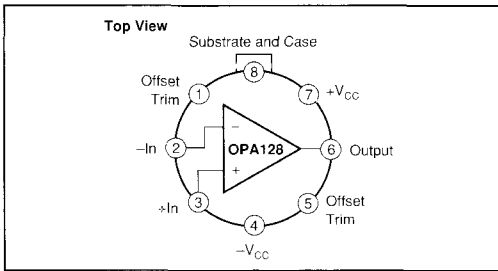 Top View
Substrate and Case
8
Offset
Trim
1
7
+VCC
2
–In
–
OPA128
+
6
Output
+In
3
5
Offset
Trim
4
–VCC